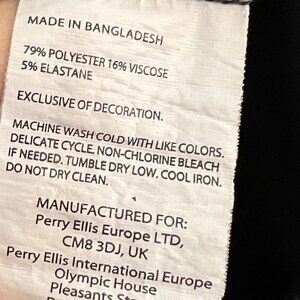 MADE IN BANGLADESH
79% POLYESTER 16% VISCOSE
5% ELASTANE
EXCLUSIVE OF DECORATION.
MACHINE WASH COLD WITH LIKE COLORS.
DELICATE CYCLE. NON-CHLORINE BLEACH
IF NEEDED. TUMBLE DRY LOW. COOL IRON.
DO NOT DRY CLEAN.
MANUFACTURED FOR:
Perry Ellis Europe LTD,
CM8 3DJ, UK
Perry Ellis International Europe
Olympic House
Pleasants